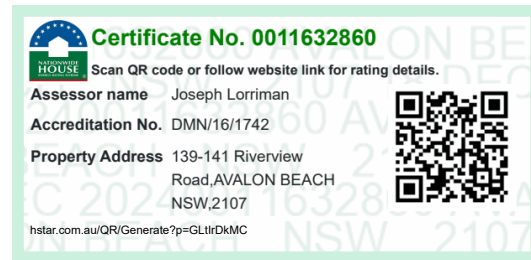 Certificate No. 0011632860
NATIONWIDE
HOUSE
Scan QR code or follow website link for rating details.
Assessor name Joseph Lorriman
Accreditation No. DMN/16/1742
Property Address 139-141 Riverview
Road,AVALON BEACH
NSW,2107
hstar.com.au/QR/Generate?p=GLtIrDkMC